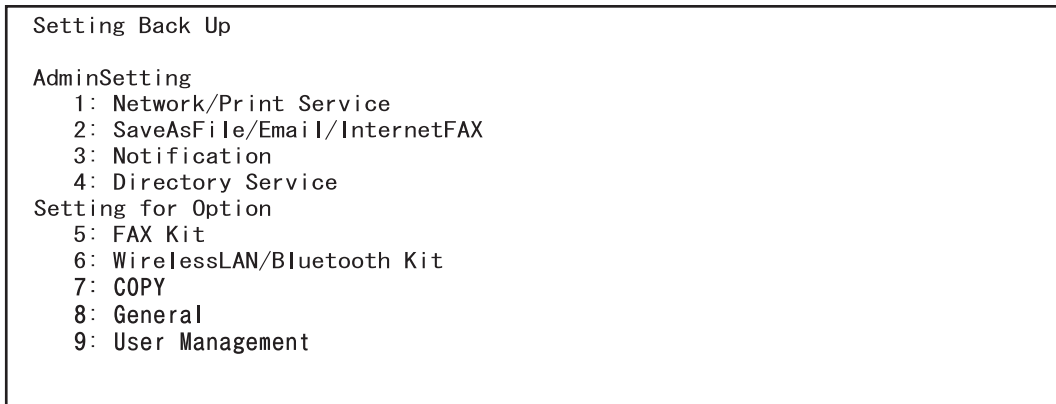 Setting Back Up
AdminSetting
1: Network/Print Service
2: SaveAsFile/Email/InternetFAX
3: Notification
4: Directory Service
Setting for Option
5: FAX Kit
6: WirelessLAN/Bluetooth Kit
7: COPY
8: General
9: User Management